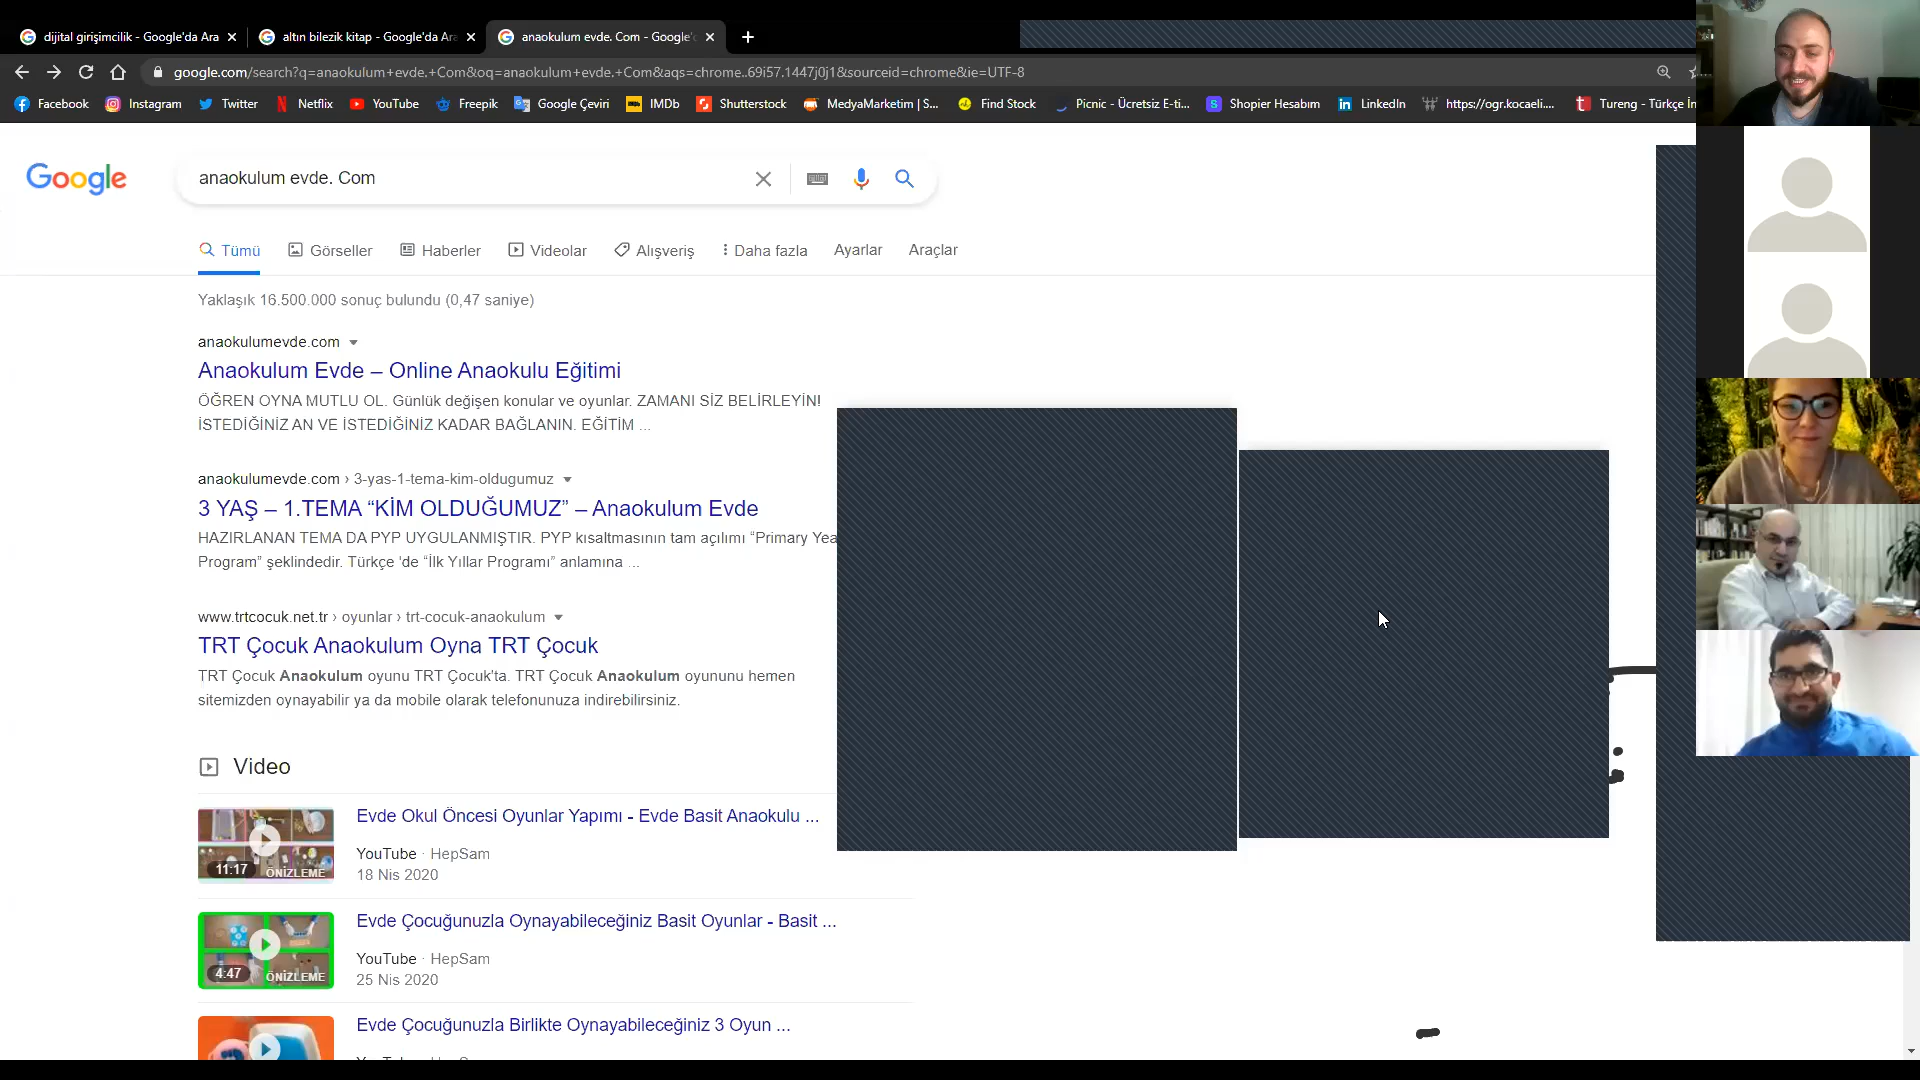 dijital girişimcilik - Google'da Ara
altın bilezik kitap - Google'da Ara
anaokulum evde. Com - Google'
google.com/search?q=anaokulum+evde.+Com&oq=anaokulum+evde.+Com&aqs=chrome..69i57.1447j0j1&sourceid=chrome&ie=UTF-8
Facebook Instagram Twitter Netflix YouTube Freepik Google Çeviri IMDb Shutterstock MedyaMarketim | S... Find Stock Picnic - Ücretsiz E-ti... Shopier Hesabım LinkedIn https://ogr.kocaeli.... Tureng - Türkçe İn
Google
anaokulum evde. Com
Tümü Görseller Haberler Videolar Alışveriş Daha fazla Ayarlar Araçlar
Yaklaşık 16.500.000 sonuç bulundu (0,47 saniye)
anaokulumevde.com
Anaokulum Evde – Online Anaokulu Eğitimi
ÖĞREN OYNA MUTLU OL. Günlük değişen konular ve oyunlar. ZAMANI SİZ BELİRLEYİN!
İSTEDİĞİNİZ AN VE İSTEDİĞİNİZ KADAR BAĞLANIN. EĞİTİM ...
anaokulumevde.com › 3-yas-1-tema-kim-oldugumuz
3 YAŞ – 1.TEMA “KİM OLDUĞUMUZ” – Anaokulum Evde
HAZIRLANAN TEMA DA PYP UYGULANMIŞTIR. PYP kısaltmasının tam açılımı “Primary Yea
Program” şeklindedir. Türkçe 'de “İlk Yıllar Programı” anlamına ...
www.trtcocuk.net.tr › oyunlar › trt-cocuk-anaokulum
TRT Çocuk Anaokulum Oyna TRT Çocuk
TRT Çocuk Anaokulum oyunu TRT Çocuk'ta. TRT Çocuk Anaokulum oyununu hemen
sitemizden oynayabilir ya da mobile olarak telefonunuza indirebilirsiniz.
Video
Evde Okul Öncesi Oyunlar Yapımı - Evde Basit Anaokulu ...
YouTube · HepSam
18 Nis 2020
11:17 ÖNİZLEME
Evde Çocuğunuzla Oynayabileceğiniz Basit Oyunlar - Basit ...
YouTube · HepSam
25 Nis 2020
4:47 ÖNİZLEME
Evde Çocuğunuzla Birlikte Oynayabileceğiniz 3 Oyun ...